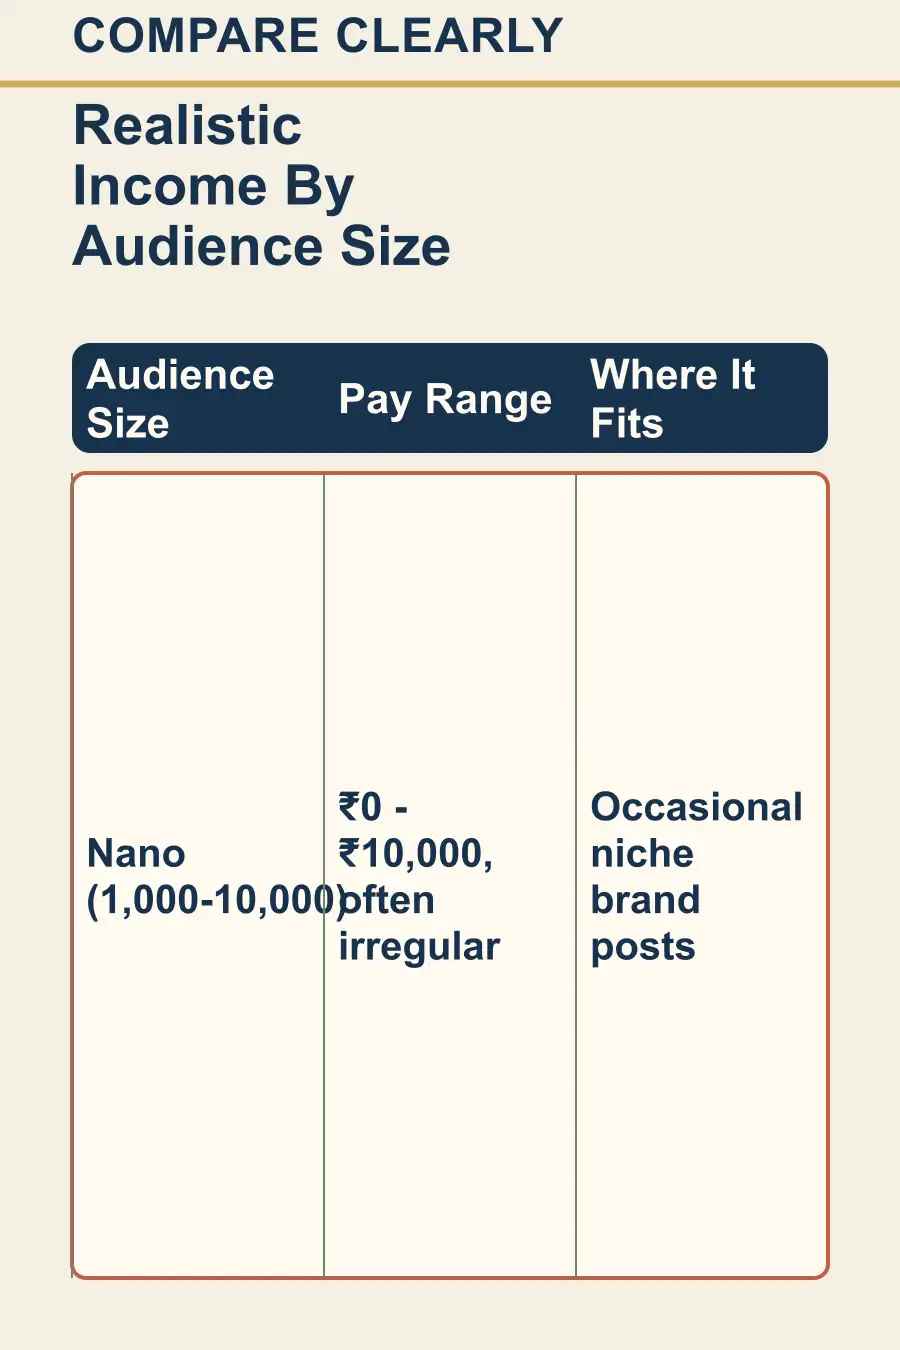 COMPARE CLEARLY
Realistic
Income By
Audience Size
Audience
Size
Pay Range
Where It
Fits
Nano
(1,000-10,000)
₹0 -
₹10,000,
often
irregular
Occasional
niche
brand
posts